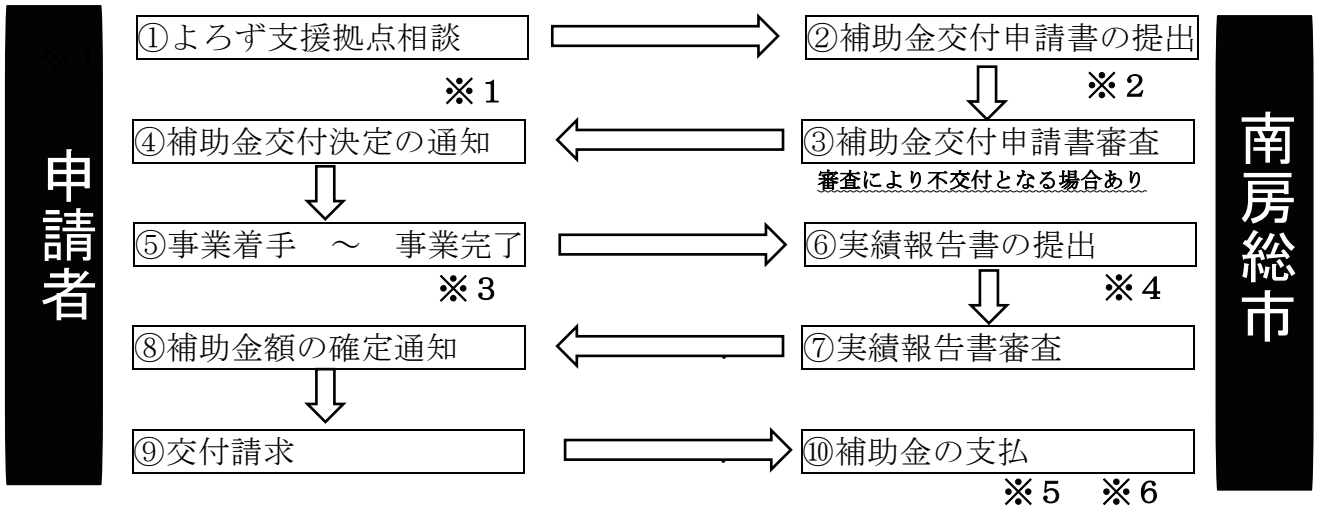 申請者
①よろず支援拠点相談
※1
②補助金交付申請書の提出
※2
③補助金交付申請書審査
審査により不交付となる場合あり
④補助金交付決定の通知
⑤事業着手　～　事業完了
※3
⑥実績報告書の提出
※4
⑦実績報告書審査
⑧補助金額の確定通知
⑨交付請求
⑩補助金の支払
※5　※6
南房総市